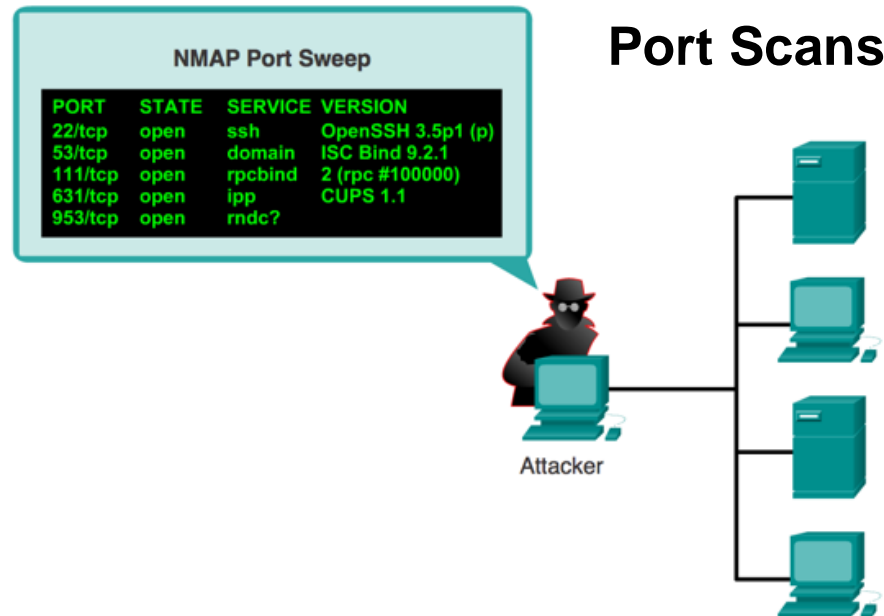 Port Scans
NMAP Port Sweep
PORT STATE SERVICE VERSION
22/tcp open ssh OpenSSH 3.5p1 (p)
53/tcp open domain ISC Bind 9.2.1
111/tcp open rpcbind 2 (rpc #100000)
631/tcp open ipp CUPS 1.1
953/tcp open rndc?
Attacker